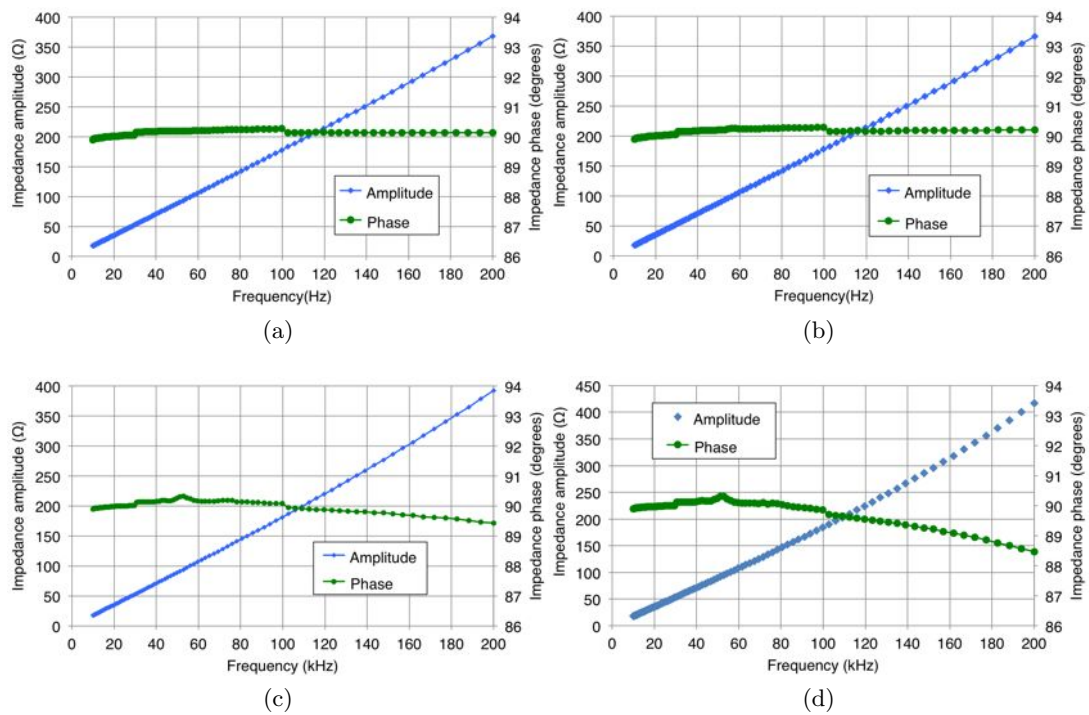 Impedance amplitude (Ω)
400
350
300
250
200
150
100
50
0
0 20 40 60 80 100 120 140 160 180 200
Frequency(Hz)
94
93
92
91
90
89
88
87
86
Impedance phase (degrees)
Amplitude
Phase
(a)
Impedance amplitude (Ω)
400
350
300
250
200
150
100
50
0
0 20 40 60 80 100 120 140 160 180 200
Frequency (Hz)
94
93
92
91
90
89
88
87
86
Impedance phase (degrees)
Amplitude
Phase
(b)
Impedance amplitude (Ω)
400
350
300
250
200
150
100
50
0
0 20 40 60 80 100 120 140 160 180 200
Frequency (kHz)
94
93
92
91
90
89
88
87
86
Impedance phase (degrees)
Amplitude
Phase
(c)
Impedance amplitude (Ω)
450
400
350
300
250
200
150
100
50
0
0 20 40 60 80 100 120 140 160 180 200
Frequency (kHz)
94
93
92
91
90
89
88
87
86
Impedance phase (degrees)
Amplitude
Phase
(d)